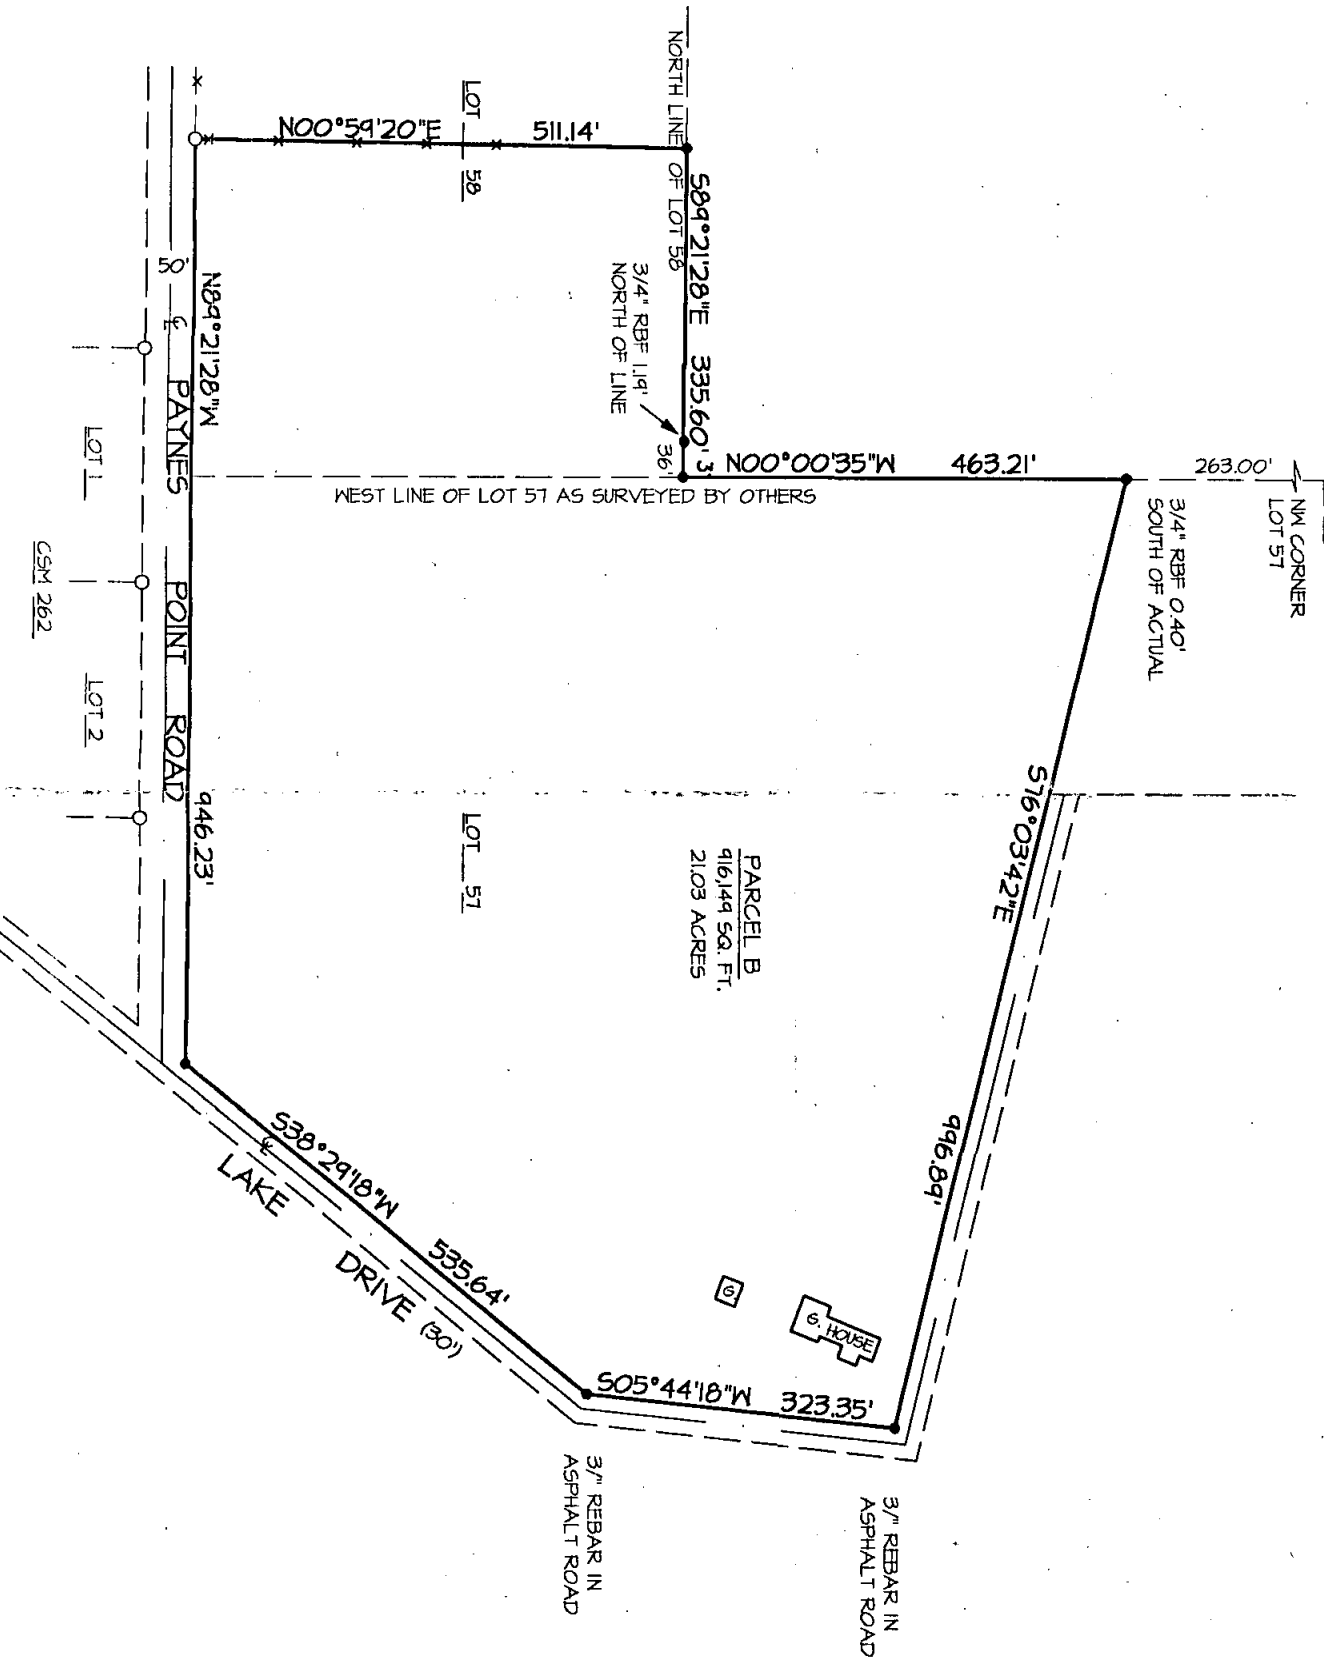 NORTH LINE OF LOT 58
LOT 58
N00°59'20"E 511.14'
S89°21'28"E 335.60'
3/4" RBF 1.19'
NORTH OF LINE
36'
3'
N00°00'35"W 463.21'
263.00'
NW CORNER
LOT 57
3/4" RBF 0.40'
SOUTH OF ACTUAL
WEST LINE OF LOT 57 AS SURVEYED BY OTHERS
50'
N89°21'28"W 946.23'
PAYNES POINT ROAD
LOT 1
CSM 262
LOT 2
LOT 57
PARCEL B
916,149 SQ. FT.
21.03 ACRES
S76°03'42"E 996.89'
S38°29'18"W 535.64'
LAKE DRIVE (30')
G.
G. HOUSE
S05°44'18"W 323.35'
3/" REBAR IN
ASPHALT ROAD
3/" REBAR IN
ASPHALT ROAD